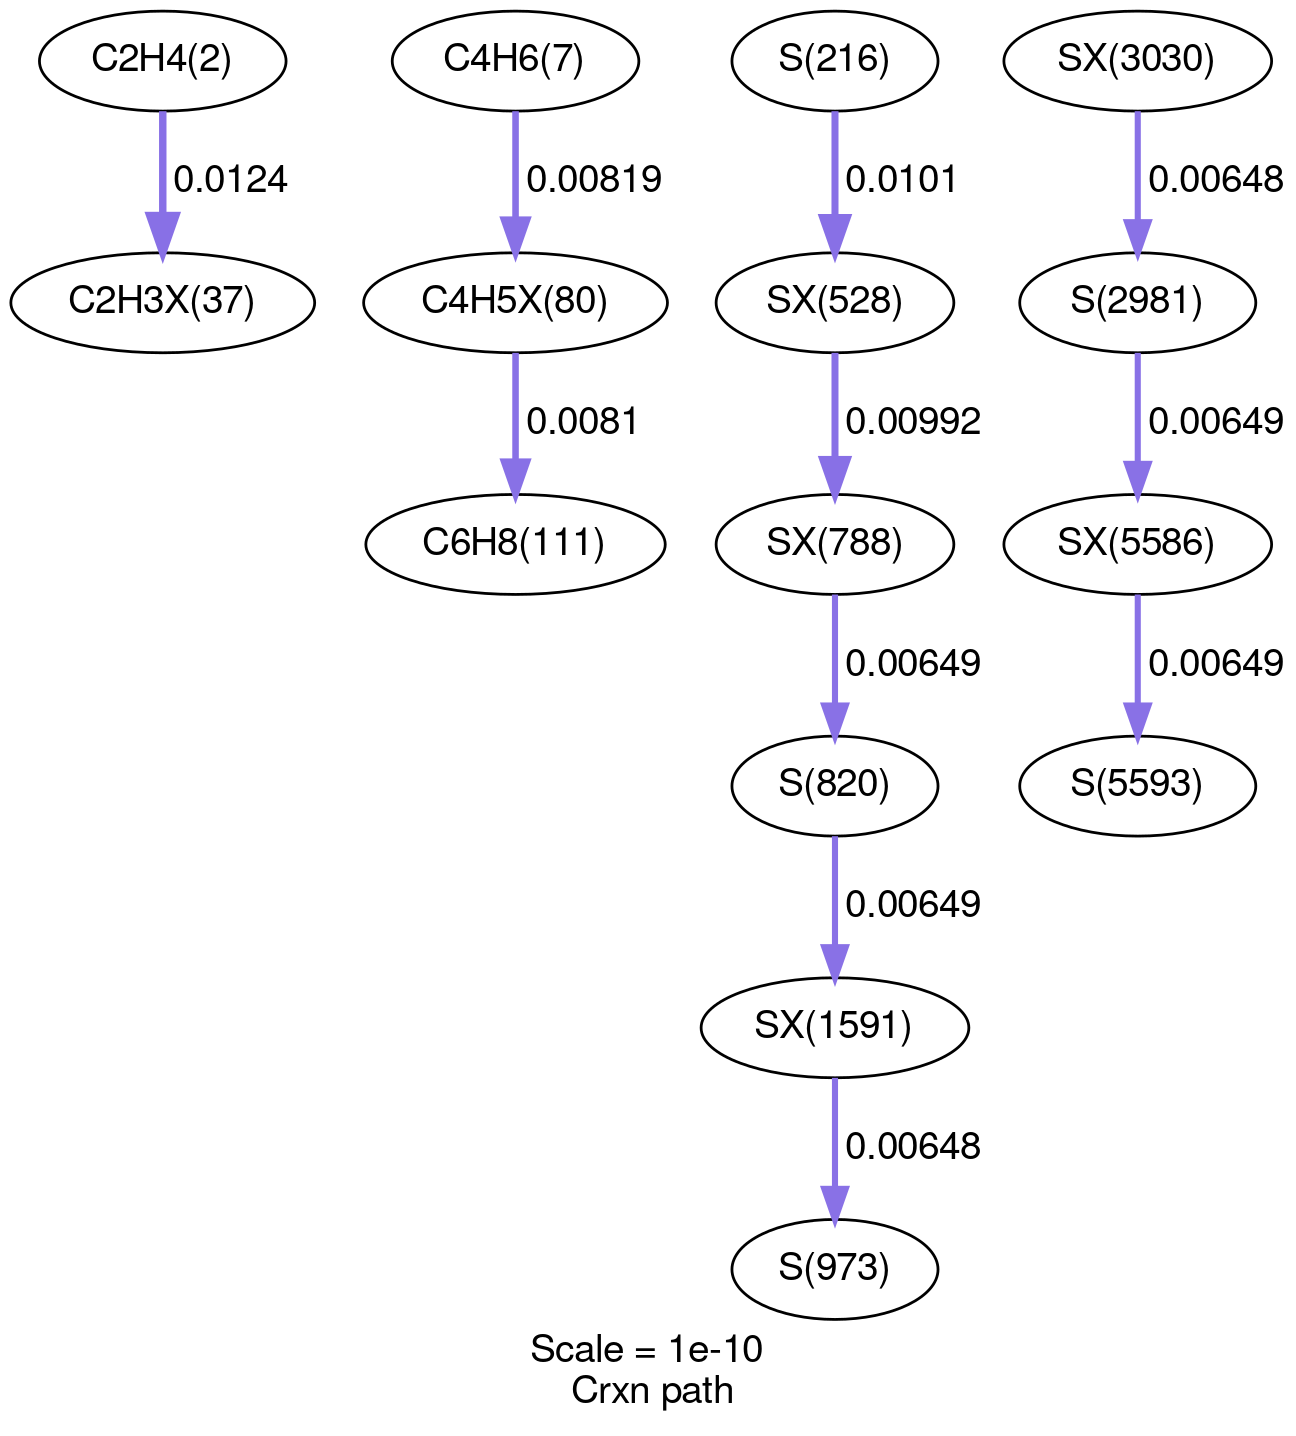 C2H4(2)
C4H6(7)
S(216)
SX(3030)
0.0124
0.00819
0.0101
0.00648
C2H3X(37)
C4H5X(80)
SX(528)
S(2981)
0.0081
0.00992
0.00649
C6H8(111)
SX(788)
SX(5586)
0.00649
0.00649
S(820)
S(5593)
0.00649
SX(1591)
0.00648
S(973)
Scale = 1e-10
Crxn path